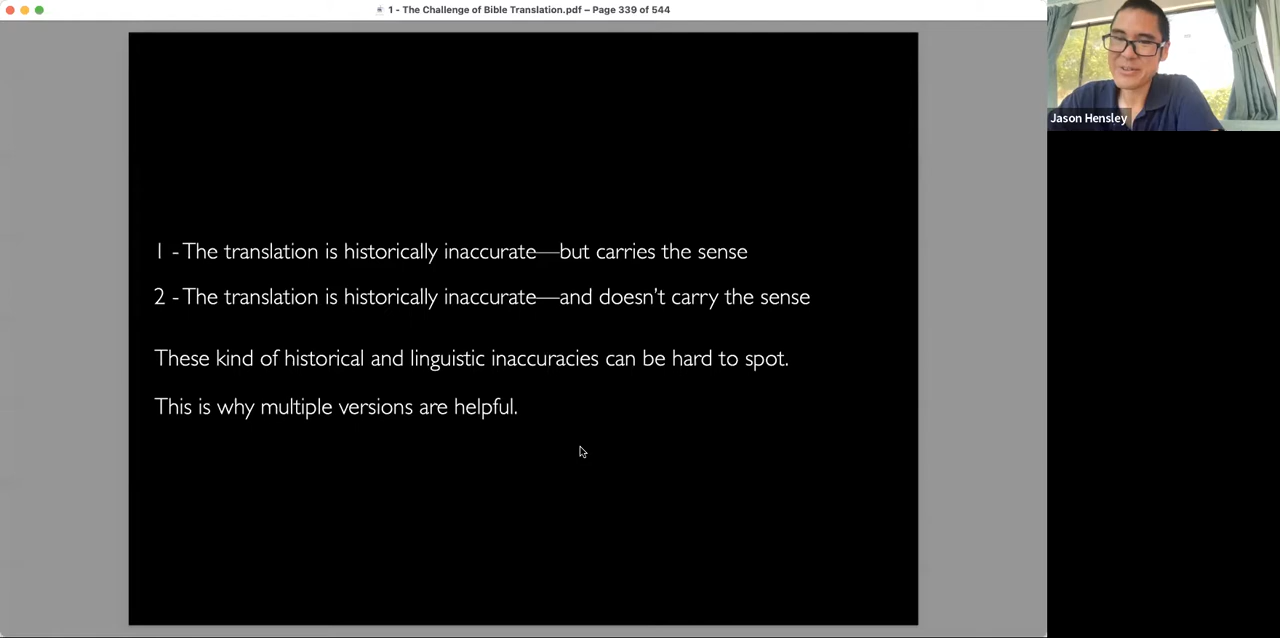 1 - The Challenge of Bible Translation.pdf – Page 339 of 544
Jason Hensley
1 - The translation is historically inaccurate—but carries the sense
2 - The translation is historically inaccurate—and doesn't carry the sense
These kind of historical and linguistic inaccuracies can be hard to spot.
This is why multiple versions are helpful.